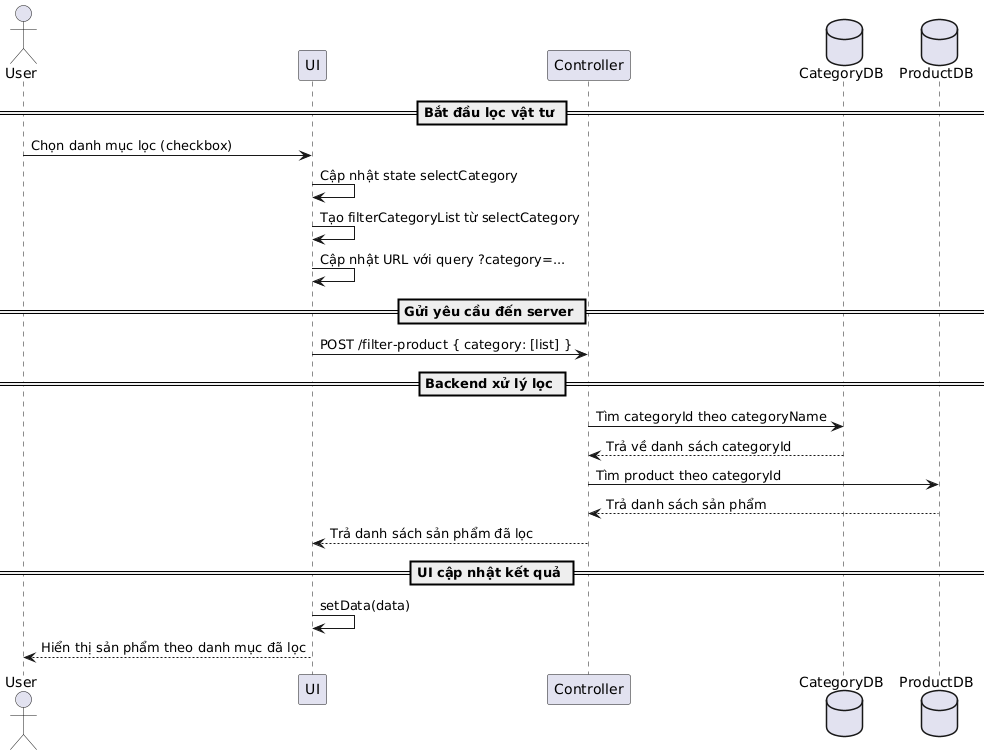 User
UI
Controller
CategoryDB
ProductDB
Bắt đầu lọc vật tư
Chọn danh mục lọc (checkbox)
Cập nhật state selectCategory
Tạo filterCategoryList từ selectCategory
Cập nhật URL với query ?category=...
Gửi yêu cầu đến server
POST /filter-product { category: [list] }
Backend xử lý lọc
Tìm categoryId theo categoryName
Trả về danh sách categoryId
Tìm product theo categoryId
Trả danh sách sản phẩm
Trả danh sách sản phẩm đã lọc
UI cập nhật kết quả
setData(data)
Hiển thị sản phẩm theo danh mục đã lọc
User
UI
Controller
CategoryDB
ProductDB